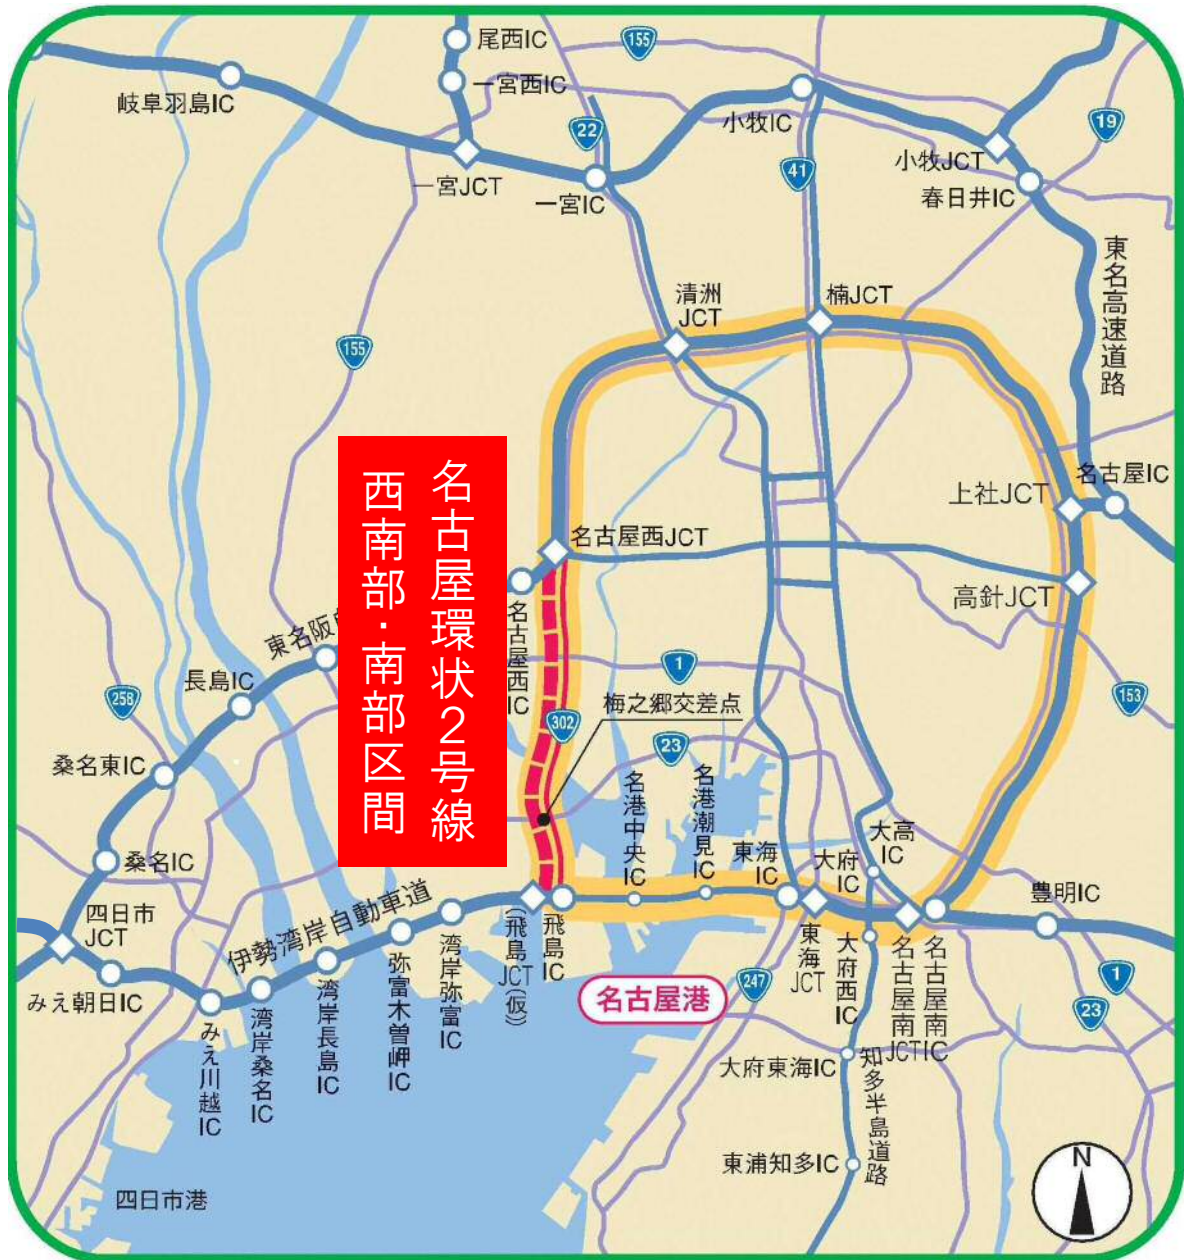 尾西IC
155
一宮西IC
岐阜羽島IC
22
小牧IC
19
一宮JCT
41
小牧JCT
一宮IC
春日井IC
東名高速道路
清洲
JCT
楠JCT
155
名古屋IC
上社JCT
名古屋環状2号線
西南部・南部区間
名古屋西JCT
高針JCT
名古屋西IC
東名阪
1
長島IC
258
153
梅之郷交差点
302
23
桑名東IC
名港中央IC
名港潮見IC
東海IC
大府IC
大高IC
桑名IC
豊明IC
四日市
JCT
伊勢湾岸自動車道
飛島JCT(仮)
飛島IC
湾岸弥富IC
弥富木曽岬IC
湾岸長島IC
湾岸桑名IC
みえ川越IC
みえ朝日IC
名古屋港
247
東海JCT
大府西IC
名古屋南JCT
名古屋南IC
1
23
大府東海IC
知多半島道路
東浦知多IC
四日市港
N